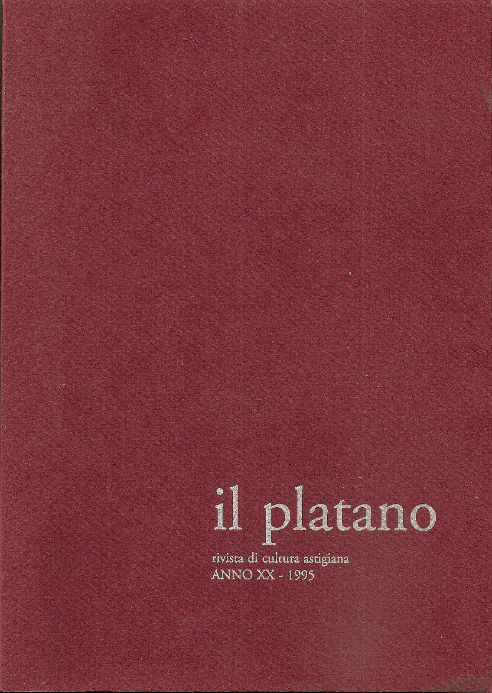 il platano
rivista di cultura astigiana
ANNO XX - 1995